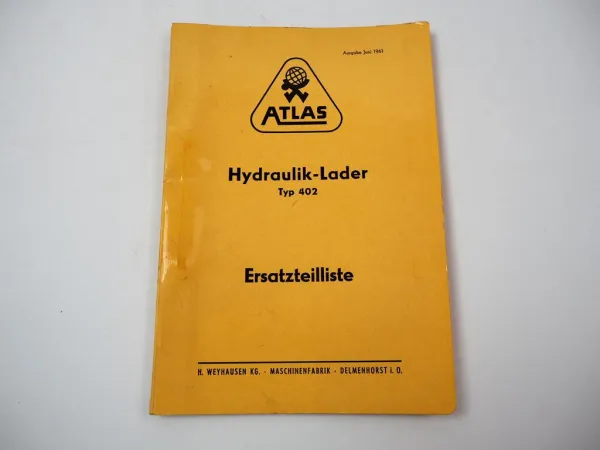 Ausgabe Juni 1961
ATLAS
Hydraulik-Lader
Typ 402
Ersatzteilliste
H. WEYHAUSEN KG. - MASCHINENFABRIK - DELMENHORST i. O.